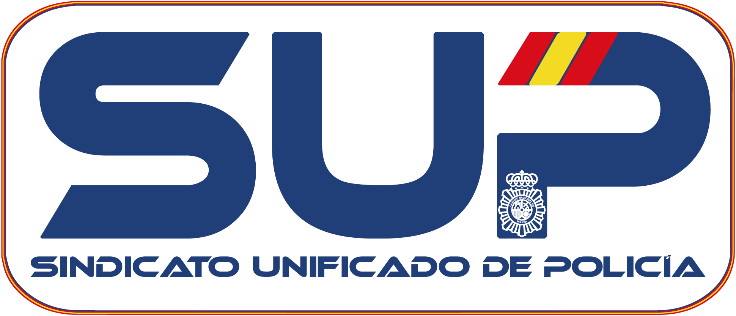 SUP
SINDICATO UNIFICADO DE POLICÍA